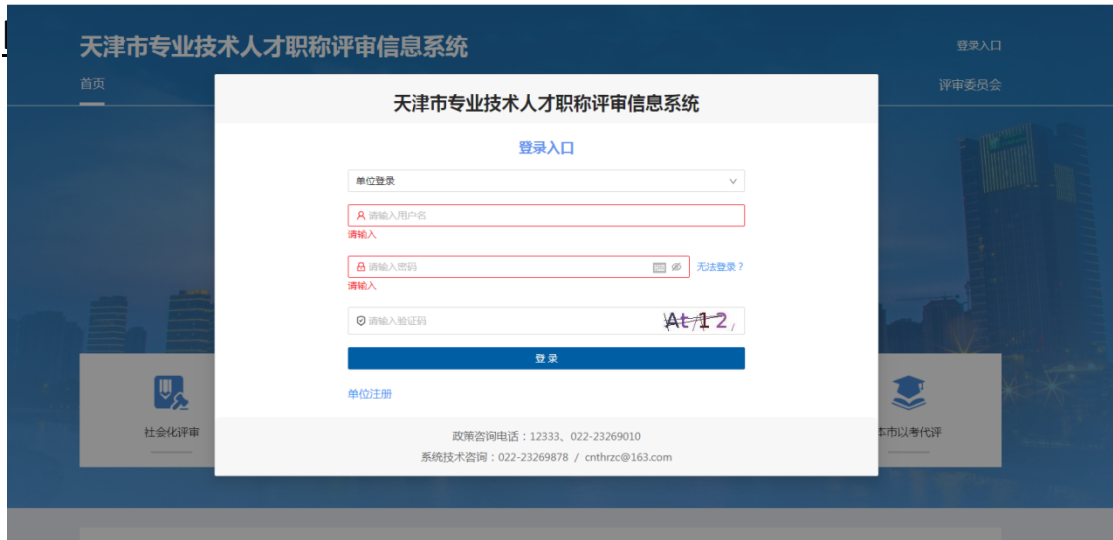 天津市专业技术人才职称评审信息系统
登录入口
首页
评审委员会
天津市专业技术人才职称评审信息系统
登录入口
单位登录
请输入用户名
请输入
请输入密码
无法登录？
请输入
请输入验证码
At12
登录
单位注册
社会化评审
本市以考代评
政策咨询电话：12333、022-23269010
系统技术咨询：022-23269878 / cnthrzc@163.com